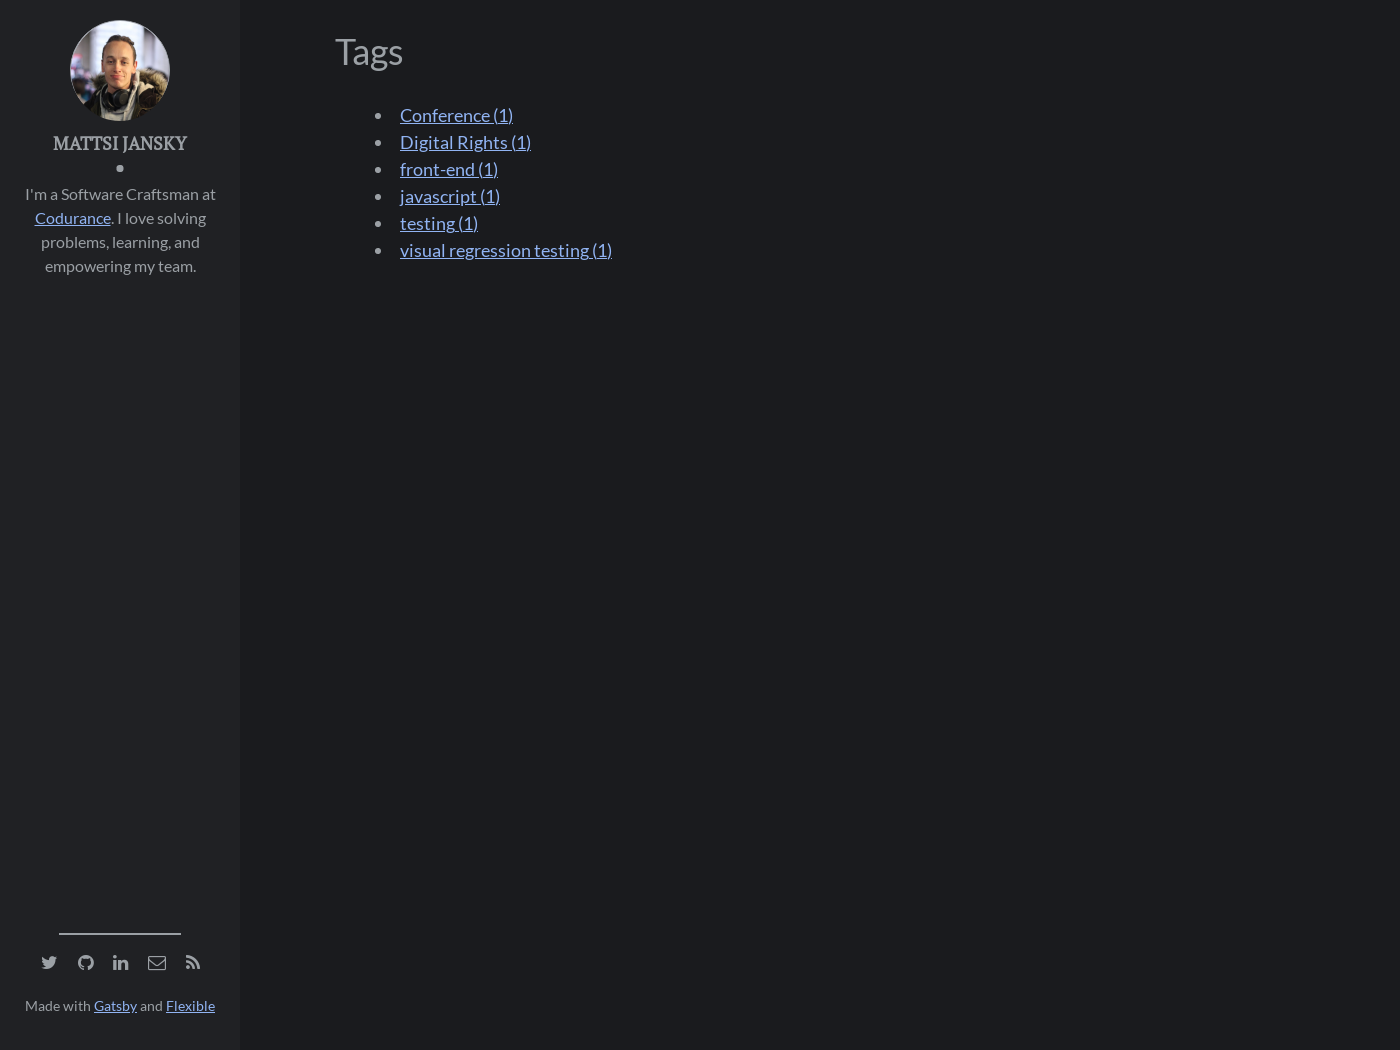 MATTSI JANSKY
I'm a Software Craftsman at
Codurance. I love solving
problems, learning, and
empowering my team.
Made with Gatsby and Flexible
Tags
Conference (1)
Digital Rights (1)
front-end (1)
javascript (1)
testing (1)
visual regression testing (1)